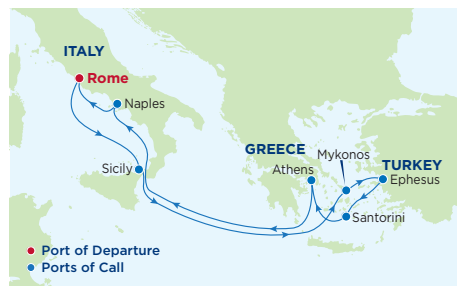 ITALY
Rome
Naples
Sicily
GREECE
Mykonos
Athens
TURKEY
Ephesus
Santorini
Port of Departure
Ports of Call